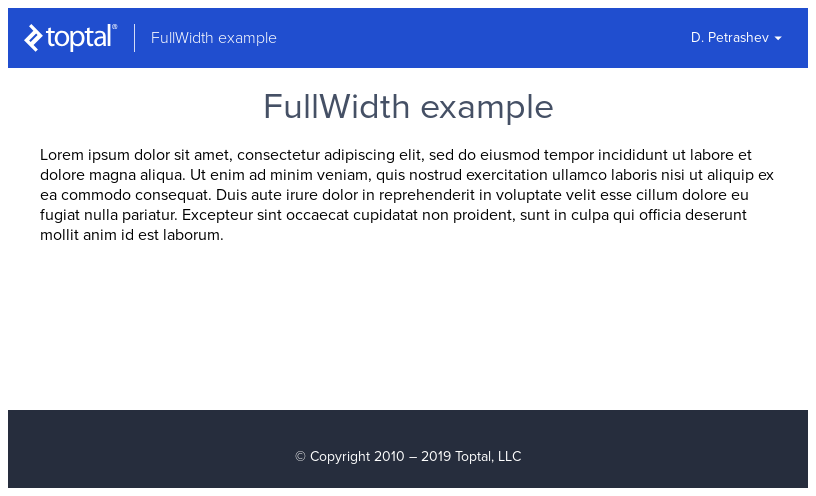 toptal®
FullWidth example
D. Petrashev
FullWidth example
Lorem ipsum dolor sit amet, consectetur adipiscing elit, sed do eiusmod tempor incididunt ut labore et
dolore magna aliqua. Ut enim ad minim veniam, quis nostrud exercitation ullamco laboris nisi ut aliquip ex
ea commodo consequat. Duis aute irure dolor in reprehenderit in voluptate velit esse cillum dolore eu
fugiat nulla pariatur. Excepteur sint occaecat cupidatat non proident, sunt in culpa qui officia deserunt
mollit anim id est laborum.
© Copyright 2010 – 2019 Toptal, LLC